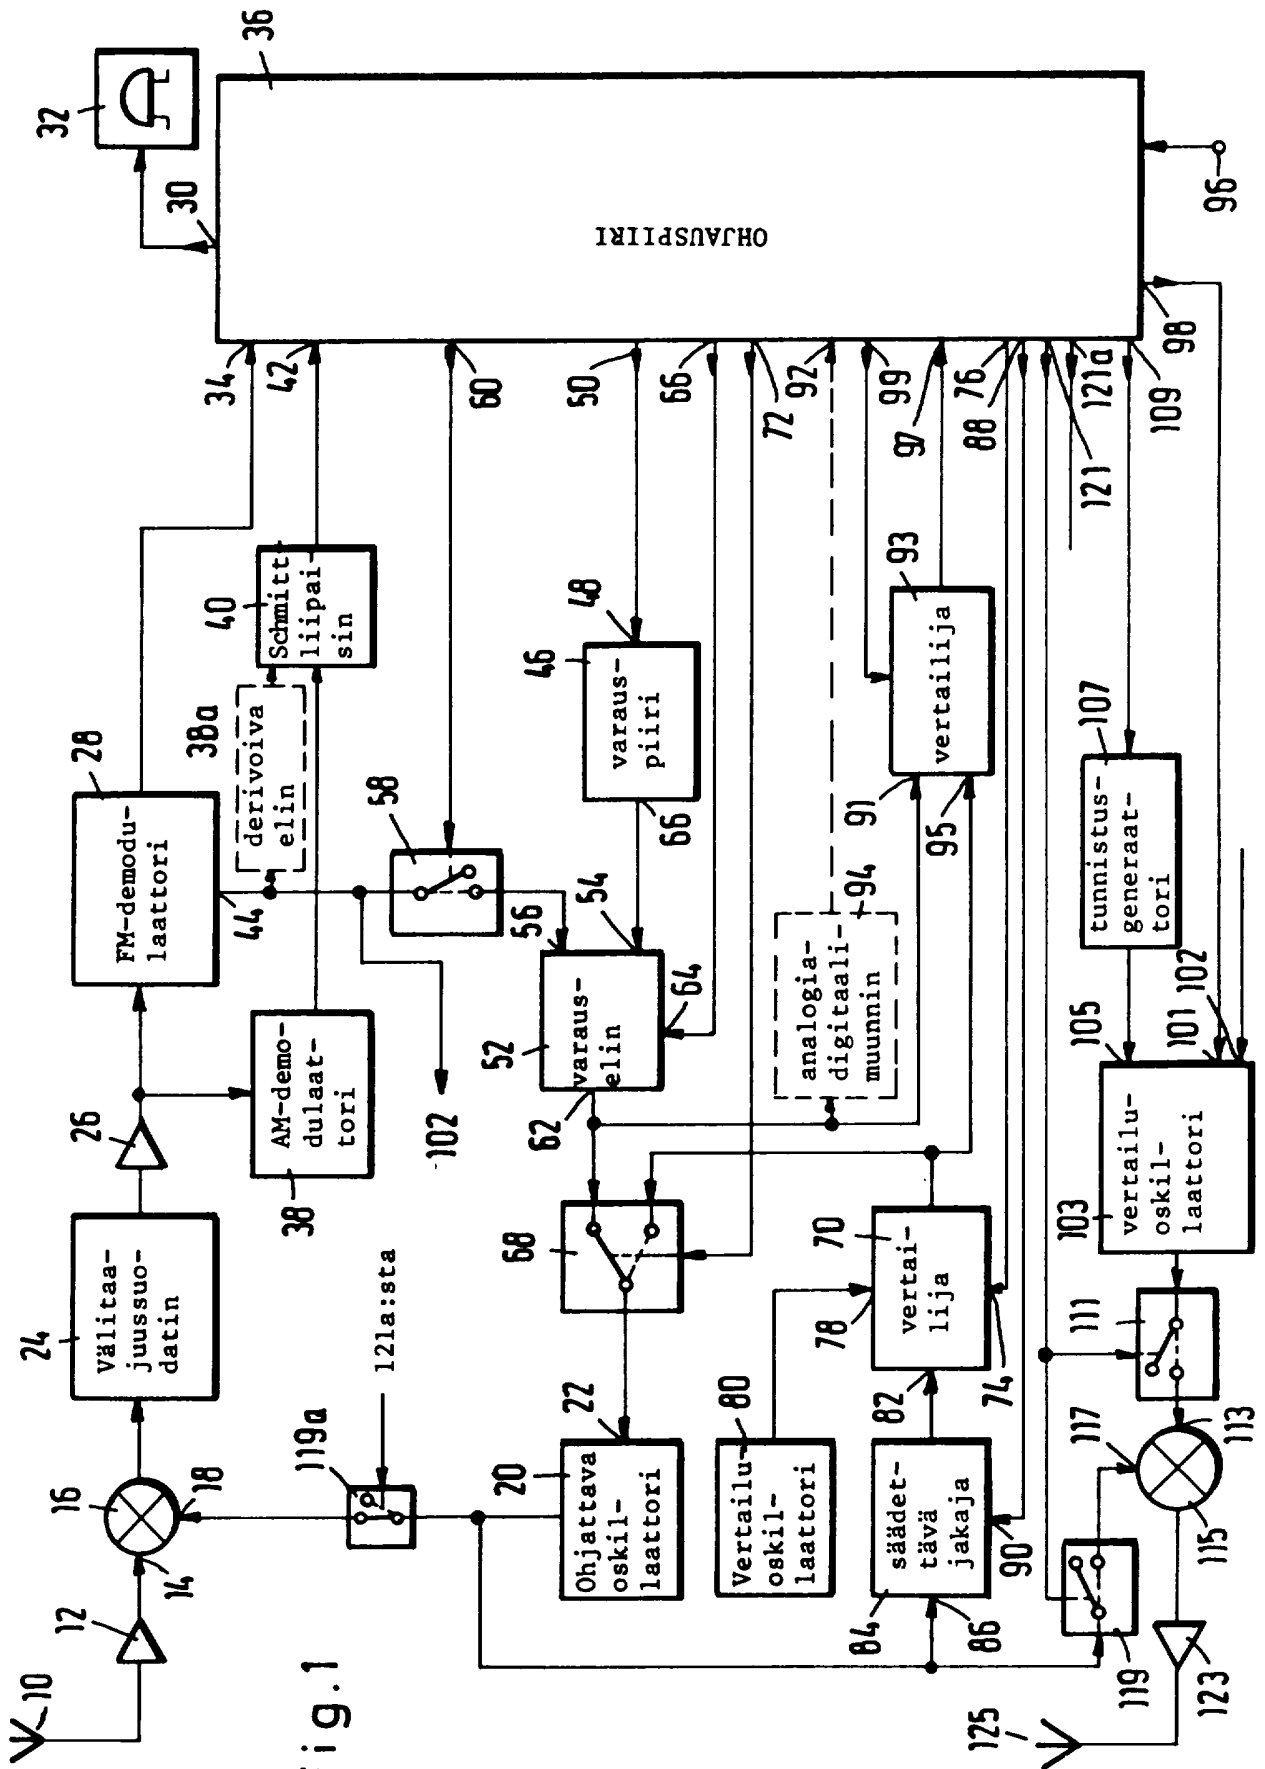 10
12
14
16
18
24
Välitaa-
juussuo-
datin
26
28
FM-demodu-
laattori
44
34
30
32
36
OHJAUSPIIRI
38
AM-demo-
dulaat-
tori
38a
derivoiva
elin
40
Schmitt
liipai-
sin
42
102
58
60
119a
121a:sta
20
Ohjattava
oskil-
laattori
22
68
52
varaus-
elin
62
64
56
54
46
varaus-
piiri
66
48
50
66
72
92
99
97
76
88
121
121a
109
98
96
80
Vertailu-
oskil-
laattori
70
vertai-
lija
78
82
74
84
säädet-
tävä
jakaja
86
90
analogia-
digitaali-
muunnin
94
91
95
93
vertailija
107
tunnistus-
generaat-
tori
105
101
102
103
vertailu-
oskil-
laattori
111
113
115
117
119
123
125
ig.1